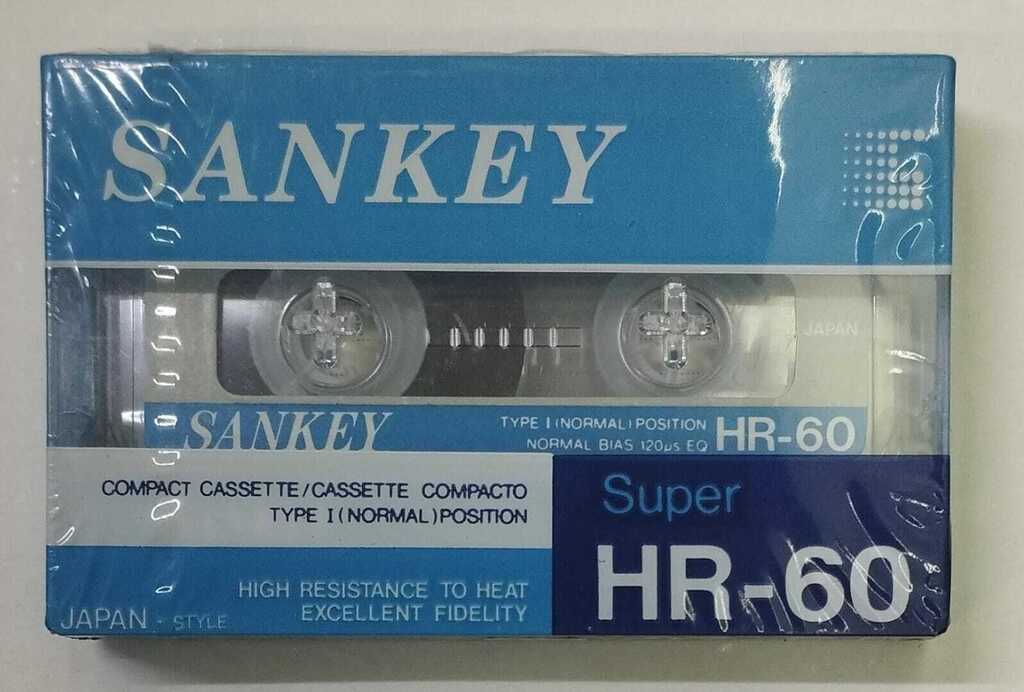 SANKEY
JAPAN
SANKEY
TYPE I (NORMAL) POSITION
NORMAL BIAS 120μs EQ
HR-60
COMPACT CASSETTE/CASSETTE COMPACTO
TYPE I (NORMAL) POSITION
Super
HR-60
HIGH RESISTANCE TO HEAT
EXCELLENT FIDELITY
JAPAN - STYLE